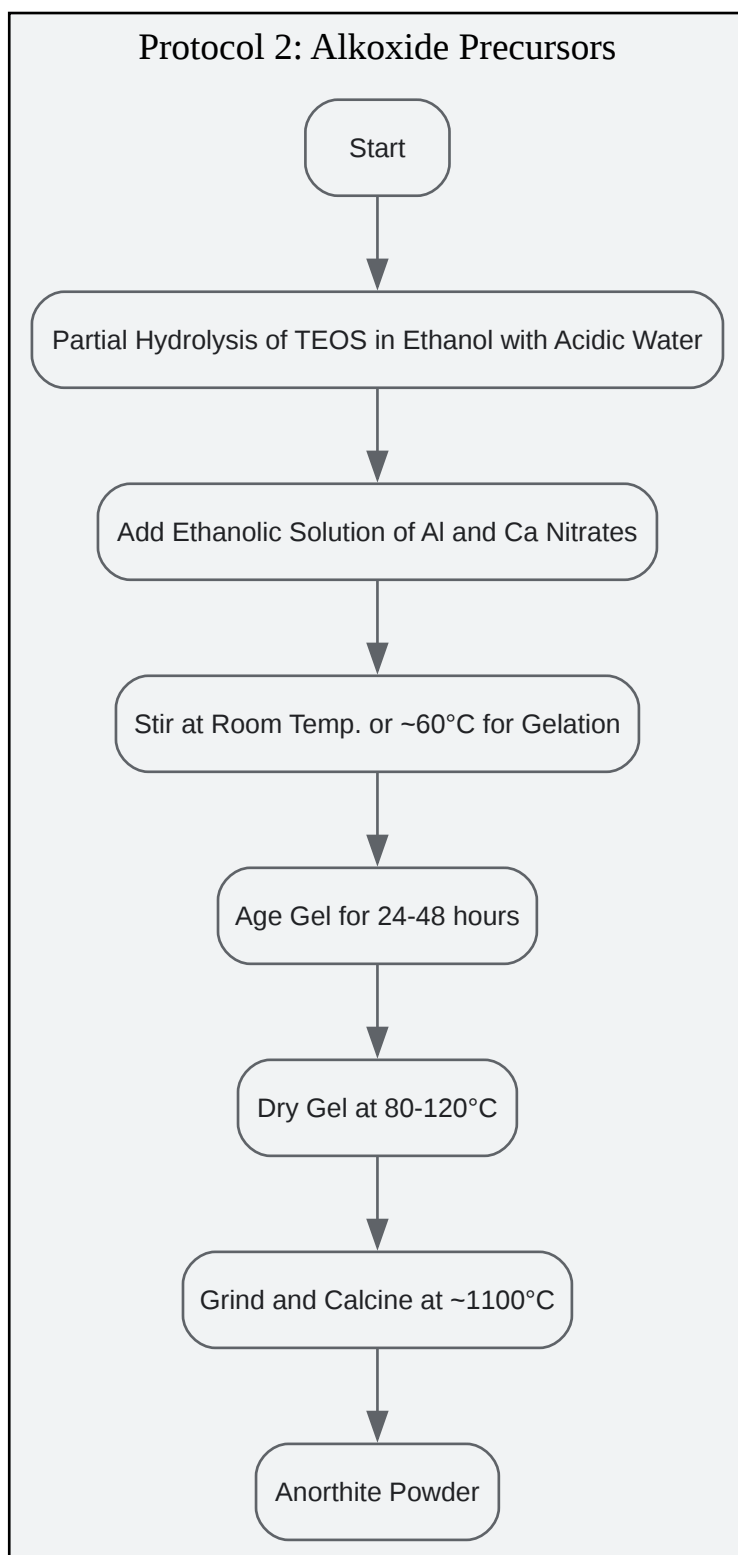 Protocol 2: Alkoxide Precursors
Start
Partial Hydrolysis of TEOS in Ethanol with Acidic Water
Add Ethanolic Solution of Al and Ca Nitrates
Stir at Room Temp. or ~60°C for Gelation
Age Gel for 24-48 hours
Dry Gel at 80-120°C
Grind and Calcine at ~1100°C
Anorthite Powder